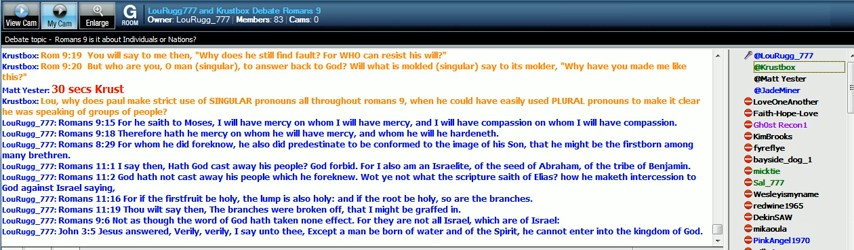 View Cam
My Cam
Enlarge
G
ROOM
LouRugg777 and Krustbox Debate Romans 9
Owner: LouRugg_777 | Members: 83 | Cams: 0
Debate topic - Romans 9 is it about Individuals or Nations?
Krustbox: Rom 9:19 You will say to me then, "Why does he still find fault? For WHO can resist his will?"
Krustbox: Rom 9:20 But who are you, O man (singular), to answer back to God? Will what is molded (singular) say to its molder, "Why have you made me like
this?"
Matt Yester: 30 secs Krust
Krustbox: Lou, why does paul make strict use of SINGULAR pronouns all throughout romans 9, when he could have easily used PLURAL pronouns to make it clear
he was speaking of groups of people?
LouRugg_777: Romans 9:15 For he saith to Moses, I will have mercy on whom I will have mercy, and I will have compassion on whom I will have compassion.
LouRugg_777: Romans 9:18 Therefore hath he mercy on whom he will have mercy, and whom he will he hardeneth.
LouRugg_777: Romans 8:29 For whom he did foreknow, he also did predestinate to be conformed to the image of his Son, that he might be the firstborn among
many brethren.
LouRugg_777: Romans 11:1 I say then, Hath God cast away his people? God forbid. For I also am an Israelite, of the seed of Abraham, of the tribe of Benjamin.
LouRugg_777: Romans 11:2 God hath not cast away his people which he foreknew. Wot ye not what the scripture saith of Elias? how he maketh intercession to
God against Israel saying,
LouRugg_777: Romans 11:16 For if the firstfruit be holy, the lump is also holy: and if the root be holy, so are the branches.
LouRugg_777: Romans 11:19 Thou wilt say then, The branches were broken off, that I might be graffed in.
LouRugg_777: Romans 9:6 Not as though the word of God hath taken none effect. For they are not all Israel, which are of Israel:
LouRugg_777: John 3:5 Jesus answered, Verily, verily, I say unto thee, Except a man be born of water and of the Spirit, he cannot enter into the kingdom of God.
@LouRugg_777
@Krustbox
@Matt Yester
@JadeMiner
LoveOneAnother
Faith-Hope-Love
Gh0st Recon1
KimBrooks
fyreflye
bayside_dog_1
micktie
Sal_777
Wesleyismyname
redwine1965
DekinSAW
mikaoula
PinkAngel1970